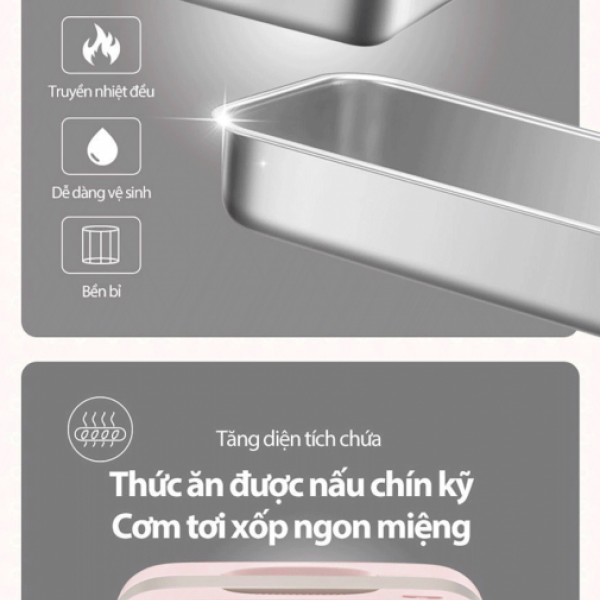 Truyền nhiệt đều
Dễ dàng vệ sinh
Bền bỉ
Tăng diện tích chứa
Thức ăn được nấu chín kỹ
Cơm tơi xốp ngon miệng